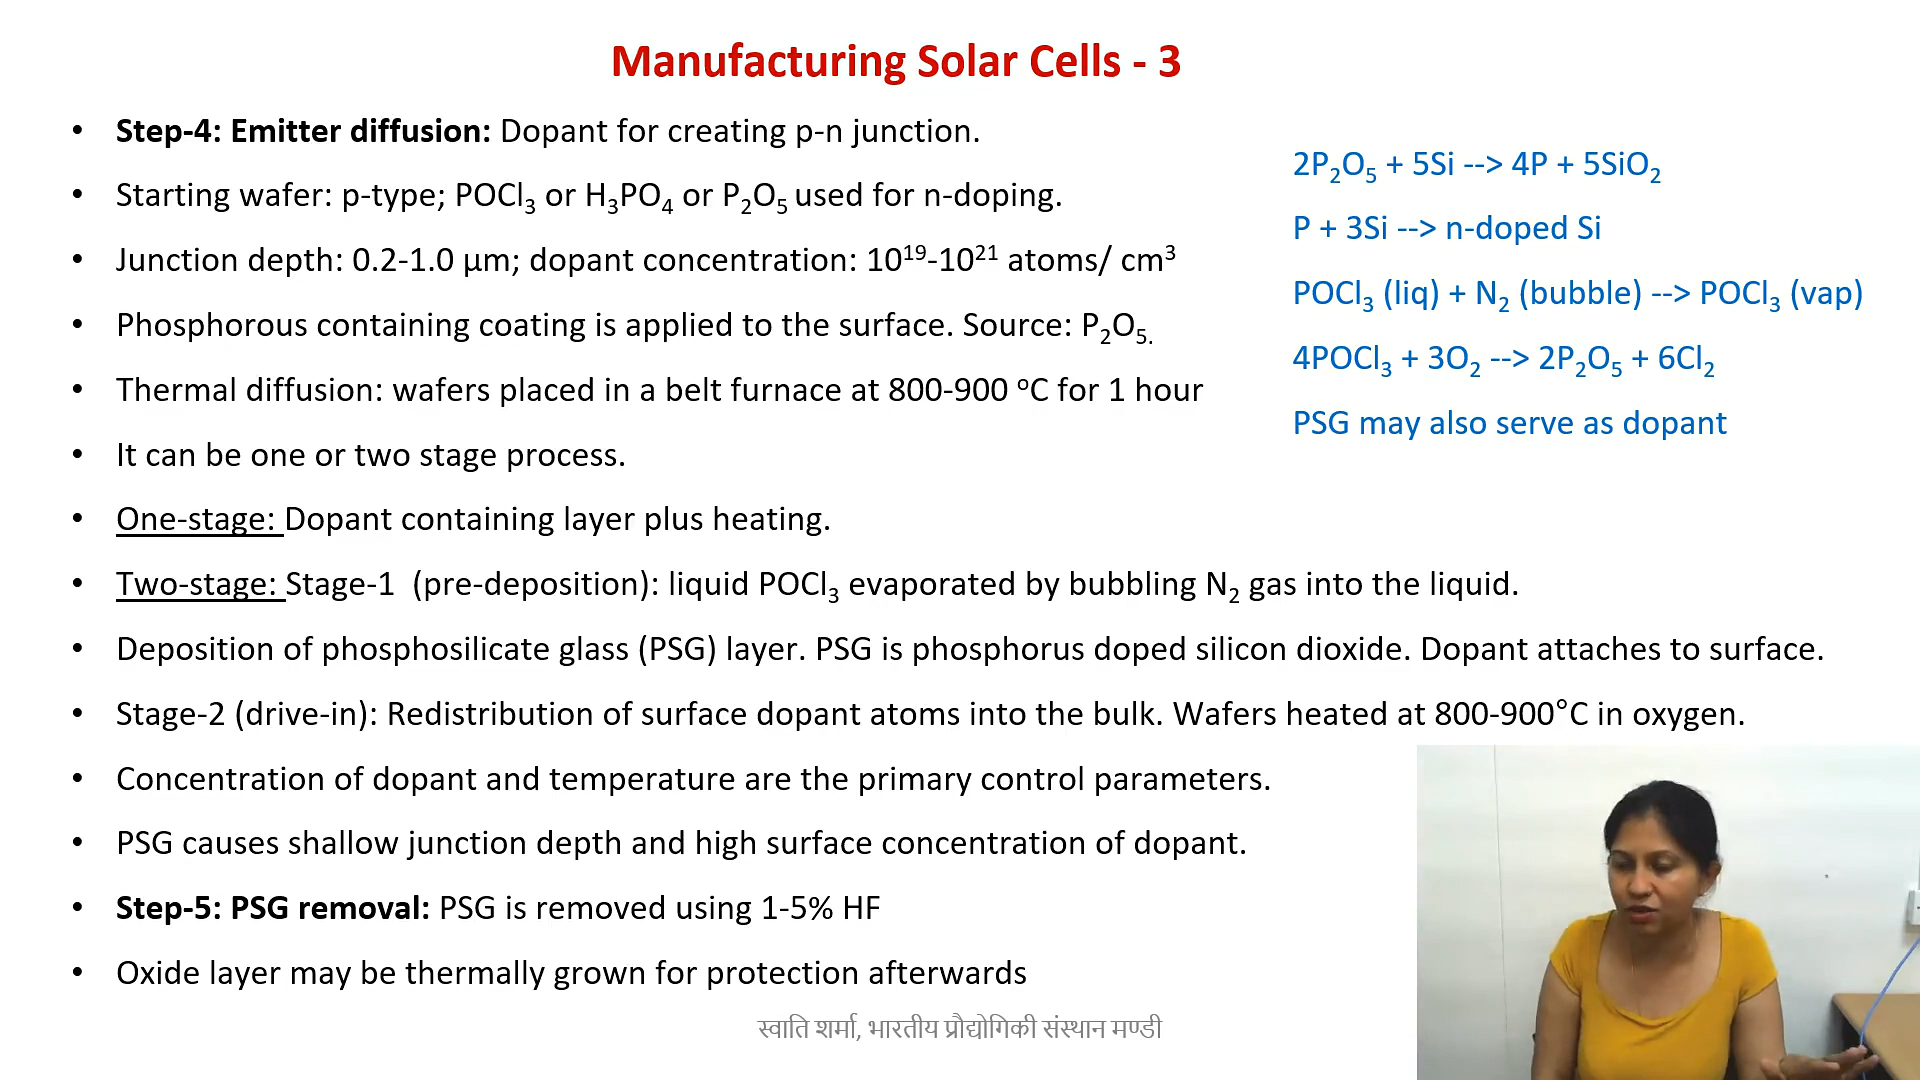 Manufacturing Solar Cells - 3
• Step-4: Emitter diffusion: Dopant for creating p-n junction.
• Starting wafer: p-type; POCl₃ or H₃PO₄ or P₂O₅ used for n-doping.
• Junction depth: 0.2-1.0 µm; dopant concentration: 10¹⁹-10²¹ atoms/ cm³
• Phosphorous containing coating is applied to the surface. Source: P₂O₅.
• Thermal diffusion: wafers placed in a belt furnace at 800-900 ᵒC for 1 hour
• It can be one or two stage process.
• One-stage: Dopant containing layer plus heating.
• Two-stage: Stage-1 (pre-deposition): liquid POCl₃ evaporated by bubbling N₂ gas into the liquid.
• Deposition of phosphosilicate glass (PSG) layer. PSG is phosphorus doped silicon dioxide. Dopant attaches to surface.
• Stage-2 (drive-in): Redistribution of surface dopant atoms into the bulk. Wafers heated at 800-900°C in oxygen.
• Concentration of dopant and temperature are the primary control parameters.
• PSG causes shallow junction depth and high surface concentration of dopant.
• Step-5: PSG removal: PSG is removed using 1-5% HF
• Oxide layer may be thermally grown for protection afterwards
2P₂O₅ + 5Si --> 4P + 5SiO₂
P + 3Si --> n-doped Si
POCl₃ (liq) + N₂ (bubble) --> POCl₃ (vap)
4POCl₃ + 3O₂ --> 2P₂O₅ + 6Cl₂
PSG may also serve as dopant
स्वाति शर्मा, भारतीय प्रौद्योगिकी संस्थान मण्डी